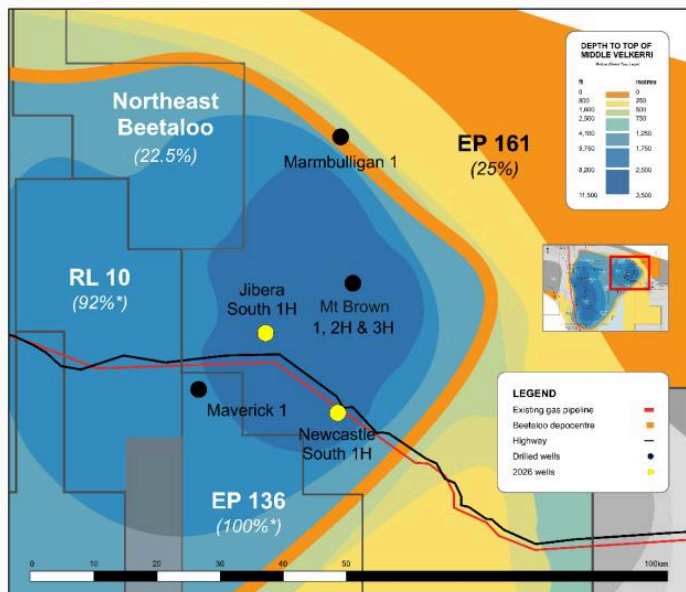 Northeast
Beetaloo
(22.5%)
Marmbulligan 1
EP 161
(25%)
RL 10
(92%*)
Jibera
South 1H
Mt Brown
1, 2H & 3H
Maverick 1
Newcastle
South 1H
EP 136
(100%*)
DEPTH TO TOP OF
MIDDLE VELKERRI
ft metres
0 0
800 250
1,600 500
2,500 750
4,100 1,250
5,750 1,750
8,200 2,500
11,500 3,500
LEGEND
Existing gas pipeline
Beetaloo depocentre
Highway
Drilled wells
2026 wells
0 10 20 30 40 50 100km